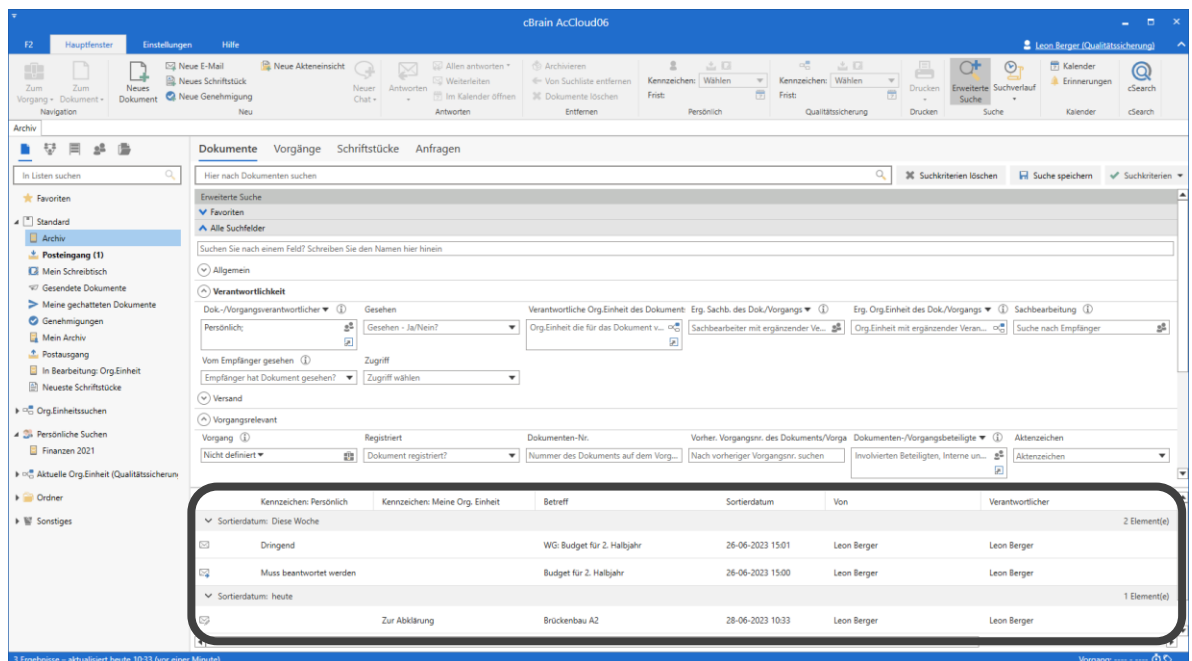 cBrain AcCloud06
F2 Hauptfenster Einstellungen Hilfe Leon Berger (Qualitätssicherung)
Neue E-Mail Neue Akteneinsicht Allen antworten Archivieren Kalender
Zum Vorgang Zum Dokument Neues Dokument Neues Schriftstück Neuer Chat Antworten Weiterleiten Von Suchliste entfernen Kennzeichen: Wählen Kennzeichen: Wählen Drucken Erweiterte Suche Suchverlauf Erinnerungen cSearch
Neue Genehmigung Im Kalender öffnen Dokumente löschen Frist: Frist:
Navigation Neu Antworten Entfernen Persönlich Qualitätssicherung Drucken Suche Kalender cSearch
Archiv
Dokumente Vorgänge Schriftstücke Anfragen
In Listen suchen Hier nach Dokumenten suchen Suchkriterien löschen Suche speichern Suchkriterien
Favoriten
Standard
Archiv
Posteingang (1)
Mein Schreibtisch
Gesendete Dokumente
Meine gechatteten Dokumente
Genehmigungen
Mein Archiv
Postausgang
In Bearbeitung: Org.Einheit
Neueste Schriftstücke
Org.Einheitssuchen
Persönliche Suchen
Finanzen 2021
Aktuelle Org.Einheit (Qualitätssicherun
Ordner
Sonstiges
Erweiterte Suche
Favoriten
Alle Suchfelder
Suchen Sie nach einem Feld? Schreiben Sie den Namen hier hinein
Allgemein
Verantwortlichkeit
Dok.-/Vorgangsverantwortlicher Gesehen Verantwortliche Org.Einheit des Dokument: Erg. Sachb. des Dok./Vorgangs Erg. Org.Einheit des Dok./Vorgangs Sachbearbeitung
Persönlich; Gesehen - Ja/Nein? Org.Einheit die für das Dokument v... Sachbearbeiter mit ergänzender Ve... Org.Einheit mit ergänzender Veran... Suche nach Empfänger
Vom Empfänger gesehen Zugriff
Empfänger hat Dokument gesehen? Zugriff wählen
Versand
Vorgangsrelevant
Vorgang Registriert Dokumenten-Nr. Vorher. Vorgangsnr. des Dokuments/Vorga Dokumenten-/Vorgangsbeteiligte Aktenzeichen
Nicht definiert Dokument registriert? Nummer des Dokuments auf dem Vorg... Nach vorheriger Vorgangsnr. suchen Involvierten Beteiligten, Interne un... Aktenzeichen
Kennzeichen: Persönlich Kennzeichen: Meine Org. Einheit Betreff Sortierdatum Von Verantwortlicher
Sortierdatum: Diese Woche 2 Element(e)
Dringend WG: Budget für 2. Halbjahr 26-06-2023 15:01 Leon Berger Leon Berger
Muss beantwortet werden Budget für 2. Halbjahr 26-06-2023 15:00 Leon Berger Leon Berger
Sortierdatum: heute 1 Element(e)
Zur Abklärung Brückenbau A2 28-06-2023 10:33 Leon Berger Leon Berger
3 Ergebnisse – aktualisiert heute 10:33 (vor einer Minute) Vorgang: